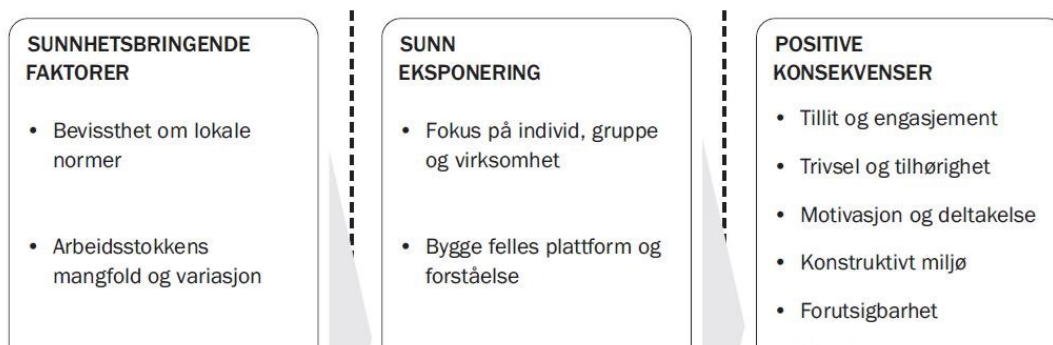 SUNNHETSBRINGENDE
FAKTORER
• Bevissthet om lokale
normer
• Arbeidsstokkens
mangfold og variasjon
SUNN
EKSPONERING
• Fokus på individ, gruppe
og virksomhet
• Bygge felles plattform og
forståelse
POSITIVE
KONSEKVENSER
• Tillit og engasjement
• Trivsel og tilhørighet
• Motivasjon og deltakelse
• Konstruktivt miljø
• Forutsigbarhet